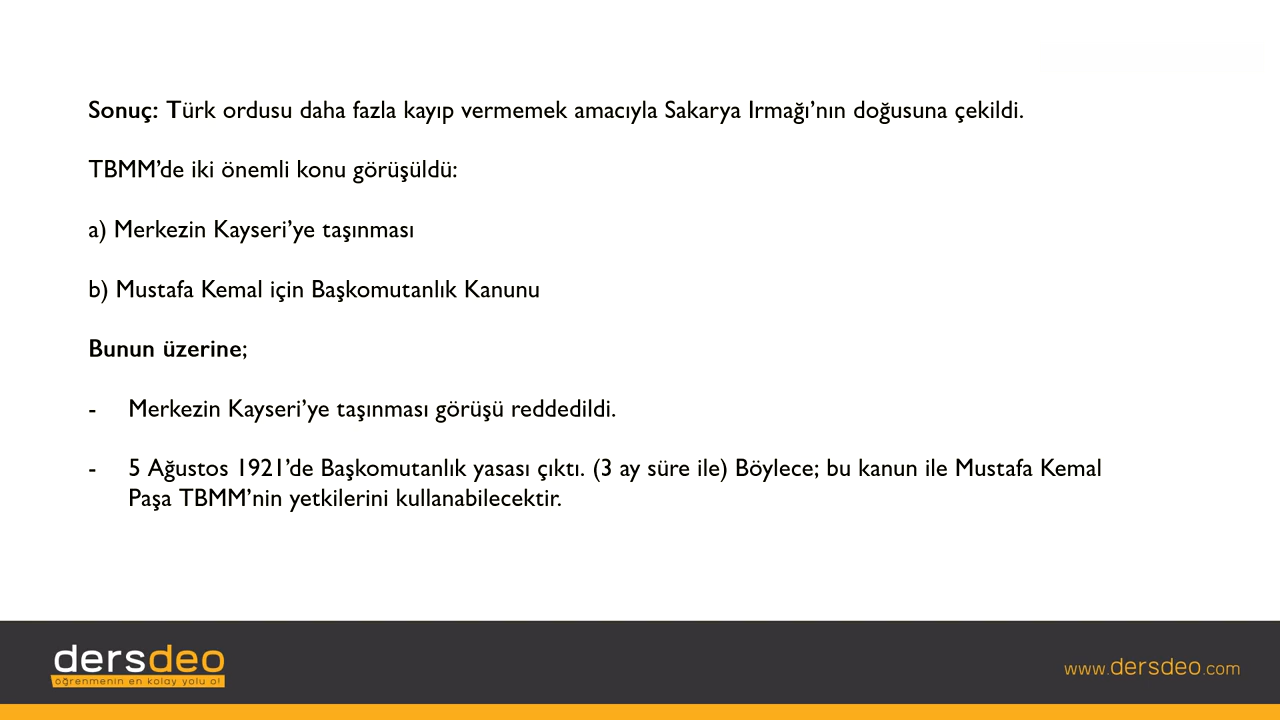 Sonuç: Türk ordusu daha fazla kayıp vermemek amacıyla Sakarya Irmağı’nın doğusuna çekildi.
TBMM’de iki önemli konu görüşüldü:
a) Merkezin Kayseri’ye taşınması
b) Mustafa Kemal için Başkomutanlık Kanunu
Bunun üzerine;
- Merkezin Kayseri’ye taşınması görüşü reddedildi.
- 5 Ağustos 1921’de Başkomutanlık yasası çıktı. (3 ay süre ile) Böylece; bu kanun ile Mustafa Kemal
Paşa TBMM’nin yetkilerini kullanabilecektir.
dersdeo
öğrenmenin en kolay yolu o!
www.dersdeo.com